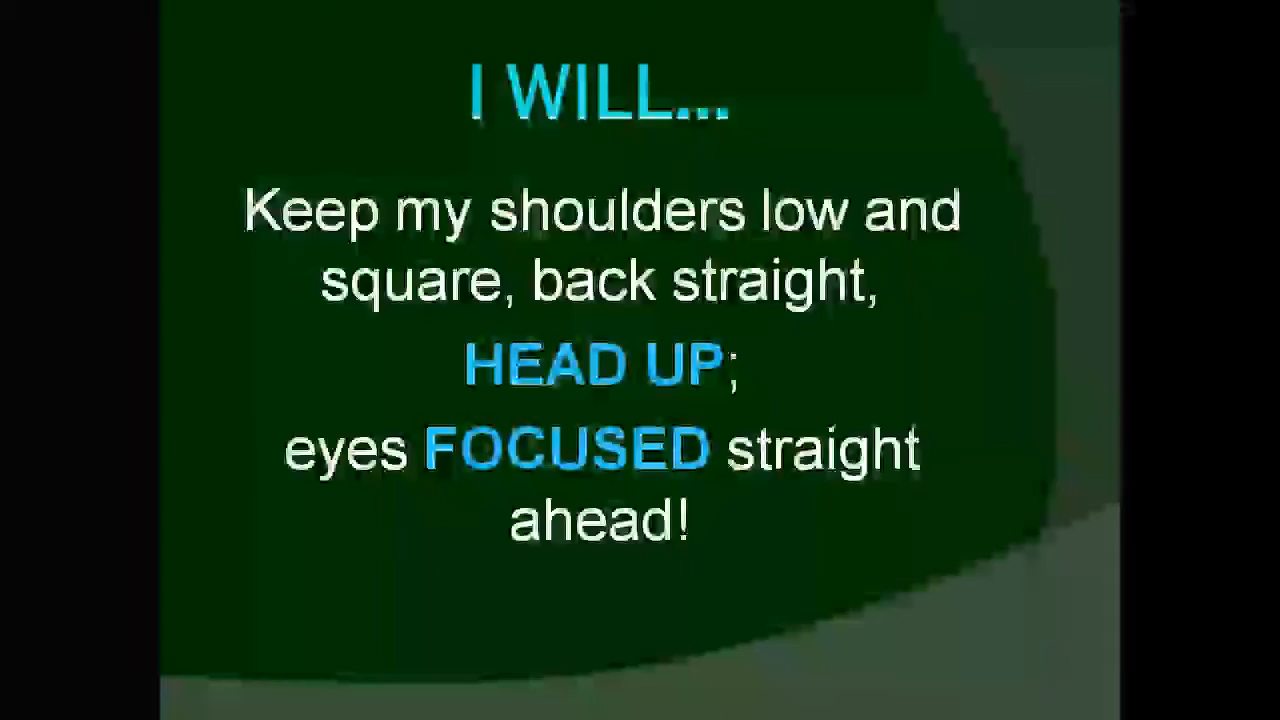 I WILL...
Keep my shoulders low and
square, back straight,
HEAD UP;
eyes FOCUSED straight
ahead!